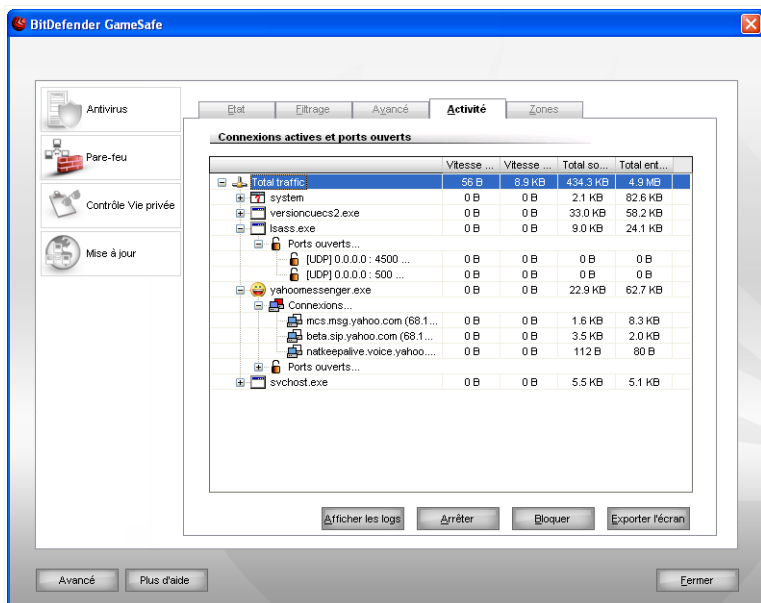 BitDefender GameSafe
Antivirus
Pare-feu
Contrôle Vie privée
Mise à jour
Etat Filtrage Avancé Activité Zones
Connexions actives et ports ouverts
Vitesse ... Vitesse ... Total so... Total ent...
Total traffic 56 B 8.9 KB 434.3 KB 4.9 MB
system 0 B 0 B 2.1 KB 82.6 KB
versioncuecs2.exe 0 B 0 B 33.0 KB 58.2 KB
lsass.exe 0 B 0 B 9.0 KB 24.1 KB
Ports ouverts...
[UDP] 0.0.0.0 : 4500 ... 0 B 0 B 0 B 0 B
[UDP] 0.0.0.0 : 500 ... 0 B 0 B 0 B 0 B
yahoomessenger.exe 0 B 0 B 22.9 KB 62.7 KB
Connexions...
mcs.msg.yahoo.com (68.1... 0 B 0 B 1.6 KB 8.3 KB
beta.sip.yahoo.com (68.1... 0 B 0 B 3.5 KB 2.0 KB
natkeepalive.voice.yahoo.... 0 B 0 B 112 B 80 B
Ports ouverts...
svchost.exe 0 B 0 B 5.5 KB 5.1 KB
Afficher les logs Arrêter Bloquer Exporter l'écran
Avancé Plus d'aide Fermer